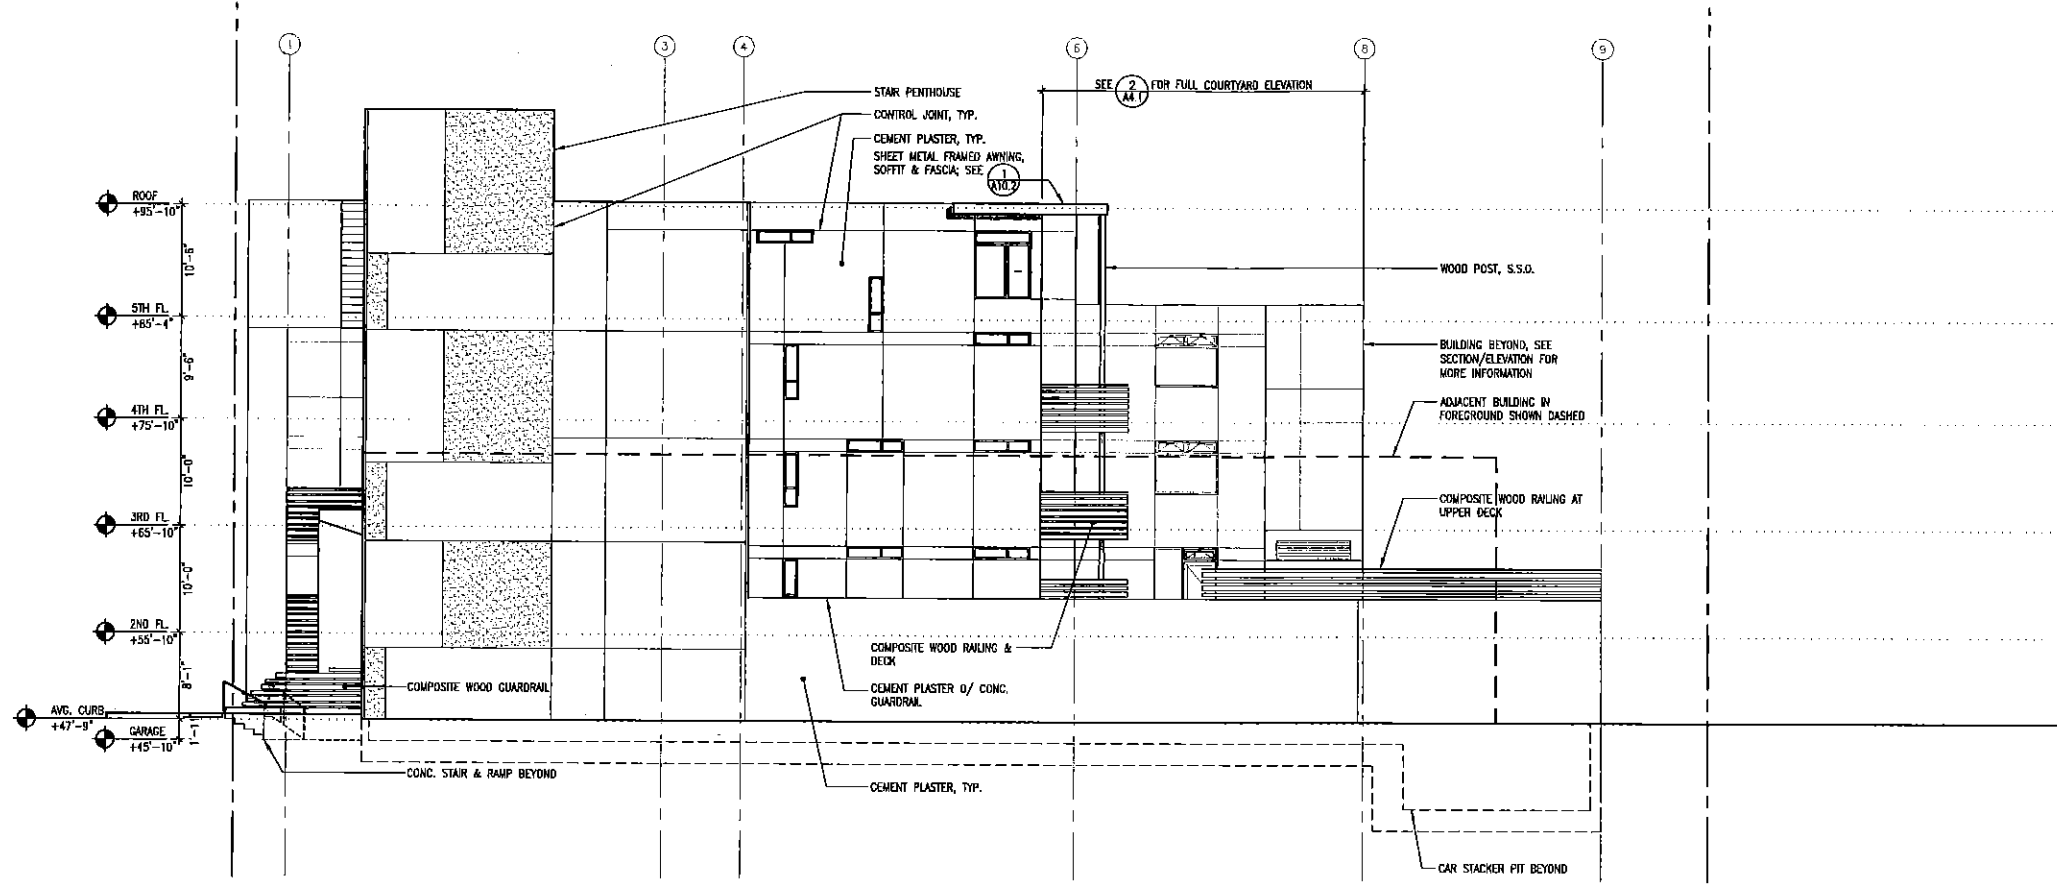 1
3
4
6
8
9
SEE 2 FOR FULL COURTYARD ELEVATION
A4.1
STAIR PENTHOUSE
CONTROL JOINT, TYP.
CEMENT PLASTER, TYP.
SHEET METAL FRAMED AWNING,
SOFFIT & FASCIA; SEE 1
A10.2
ROOF
+95'-10"
10'-6"
WOOD POST, S.S.D.
5TH FL.
+85'-4"
9'-6"
BUILDING BEYOND, SEE
SECTION/ELEVATION FOR
MORE INFORMATION
4TH FL.
+75'-10"
ADJACENT BUILDING IN
FOREGROUND SHOWN DASHED
10'-0"
COMPOSITE WOOD RAILING AT
UPPER DECK
3RD FL.
+65'-10"
10'-0"
2ND FL.
+55'-10"
COMPOSITE WOOD RAILING &
DECK
8'-1"
COMPOSITE WOOD GUARDRAIL
CEMENT PLASTER O/ CONC.
GUARDRAIL
AVG. CURB
+47'-9"
GARAGE
+45'-10"
CONC. STAIR & RAMP BEYOND
CEMENT PLASTER, TYP.
CAR STACKER PIT BEYOND